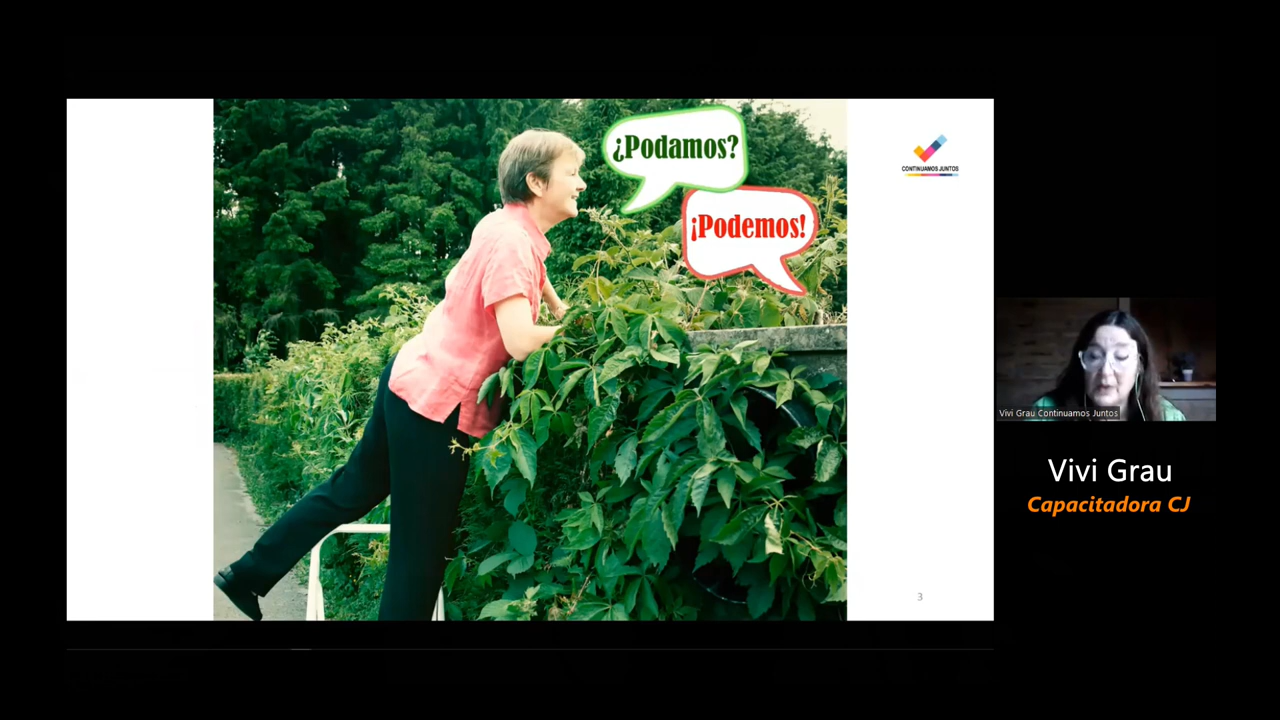 ¿Podamos?
¡Podemos!
CONTINUAMOS JUNTOS
3
Vivi Grau Continuamos Juntos
Vivi Grau
Capacitadora CJ